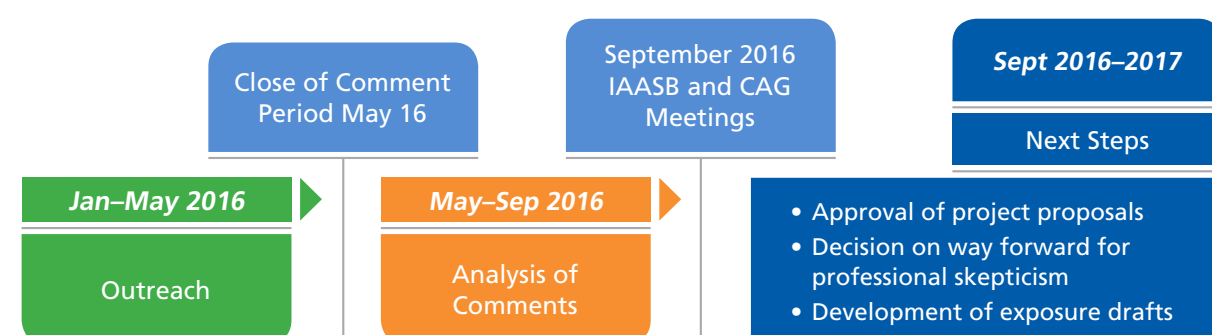 Close of Comment
Period May 16
September 2016
IAASB and CAG
Meetings
Sept 2016–2017
Next Steps
Jan–May 2016
Outreach
May–Sep 2016
Analysis of
Comments
• Approval of project proposals
• Decision on way forward for
professional skepticism
• Development of exposure drafts